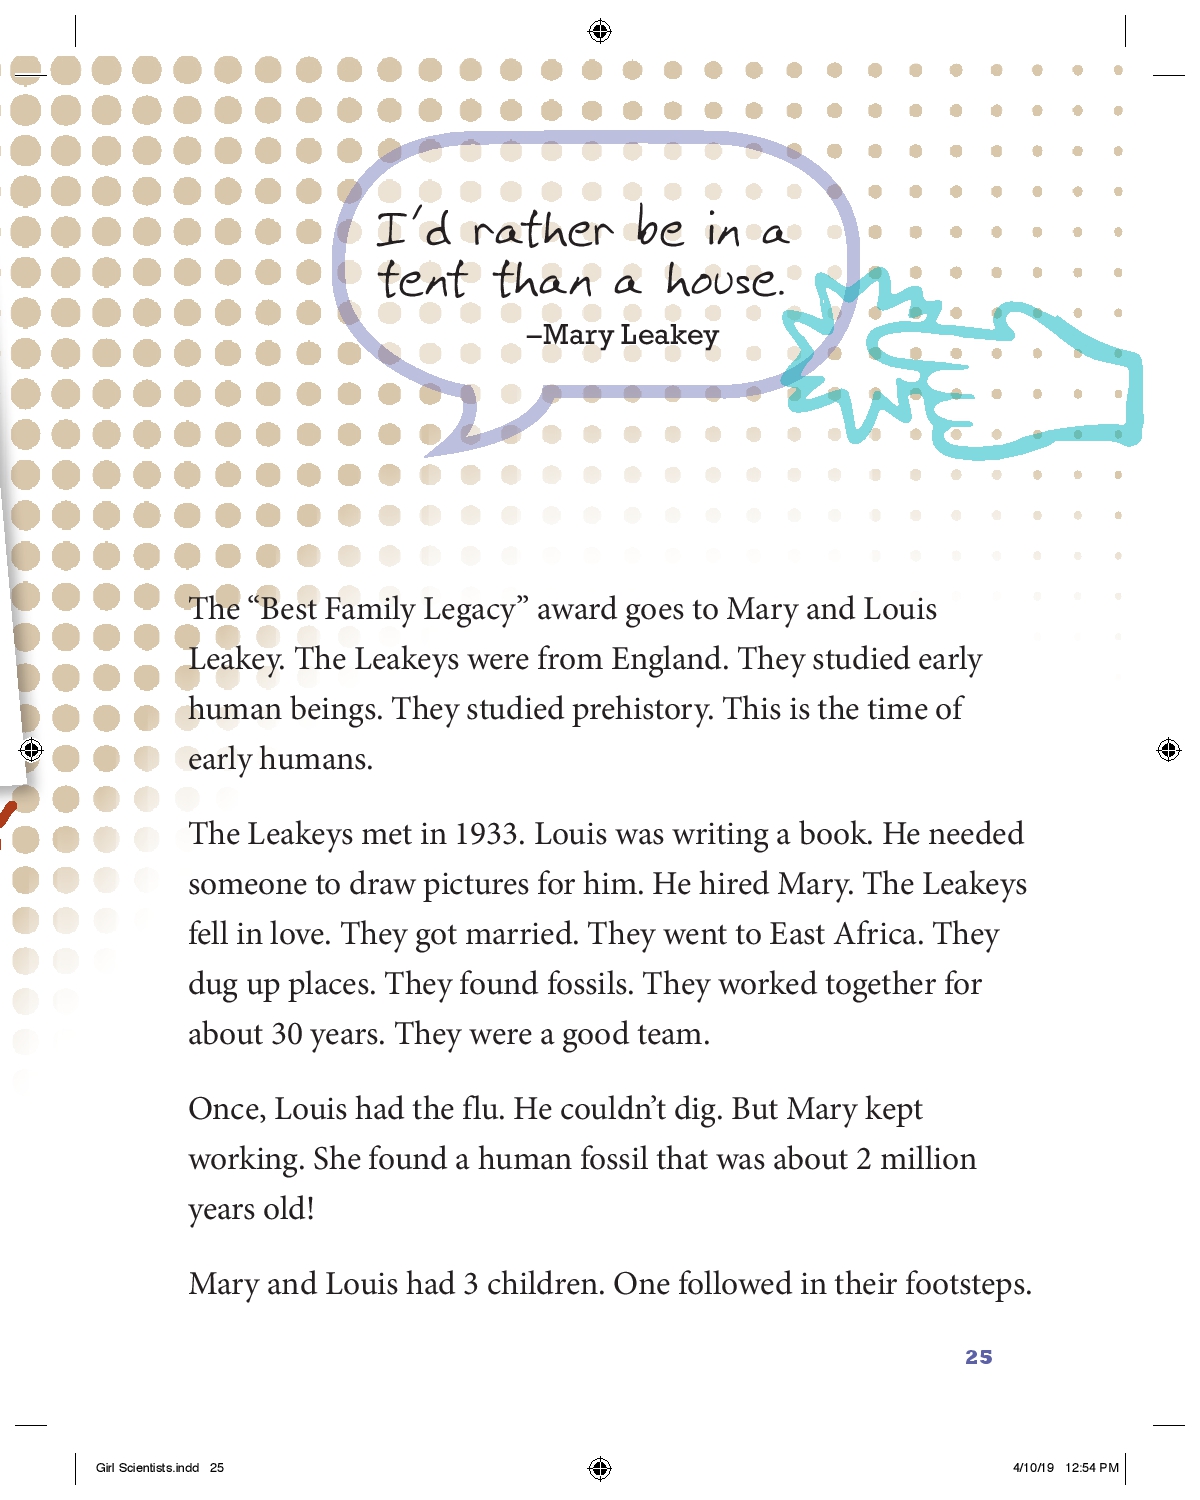 I'd rather be in a
tent than a house.
–Mary Leakey
The “Best Family Legacy” award goes to Mary and Louis
Leakey. The Leakeys were from England. They studied early
human beings. They studied prehistory. This is the time of
early humans.
The Leakeys met in 1933. Louis was writing a book. He needed
someone to draw pictures for him. He hired Mary. The Leakeys
fell in love. They got married. They went to East Africa. They
dug up places. They found fossils. They worked together for
about 30 years. They were a good team.
Once, Louis had the flu. He couldn’t dig. But Mary kept
working. She found a human fossil that was about 2 million
years old!
Mary and Louis had 3 children. One followed in their footsteps.
25
Girl Scientists.indd 25
4/10/19 12:54 PM